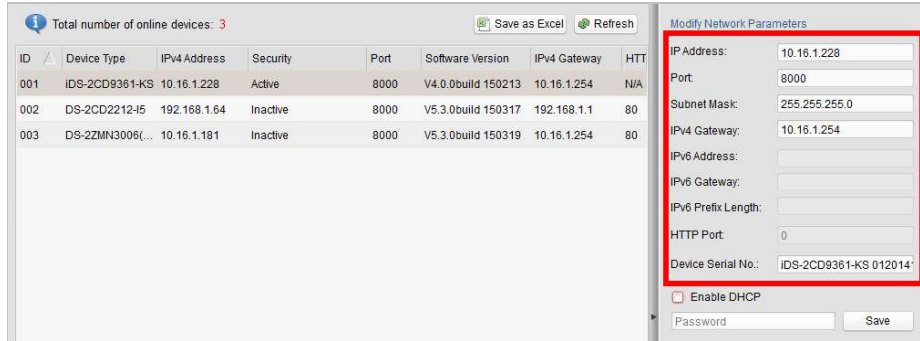 Total number of online devices: 3 Save as Excel Refresh
ID Device Type IPv4 Address Security Port Software Version IPv4 Gateway HTT
001 iDS-2CD9361-KS 10.16.1.228 Active 8000 V4.0.0build 150213 10.16.1.254 N/A
002 DS-2CD2212-I5 192.168.1.64 Inactive 8000 V5.3.0build 150317 192.168.1.1 80
003 DS-2ZMN3006(... 10.16.1.181 Inactive 8000 V5.3.0build 150319 10.16.1.254 80
Modify Network Parameters
IP Address: 10.16.1.228
Port: 8000
Subnet Mask: 255.255.255.0
IPv4 Gateway: 10.16.1.254
IPv6 Address:
IPv6 Gateway:
IPv6 Prefix Length:
HTTP Port: 0
Device Serial No.: iDS-2CD9361-KS 012014
Enable DHCP
Password Save